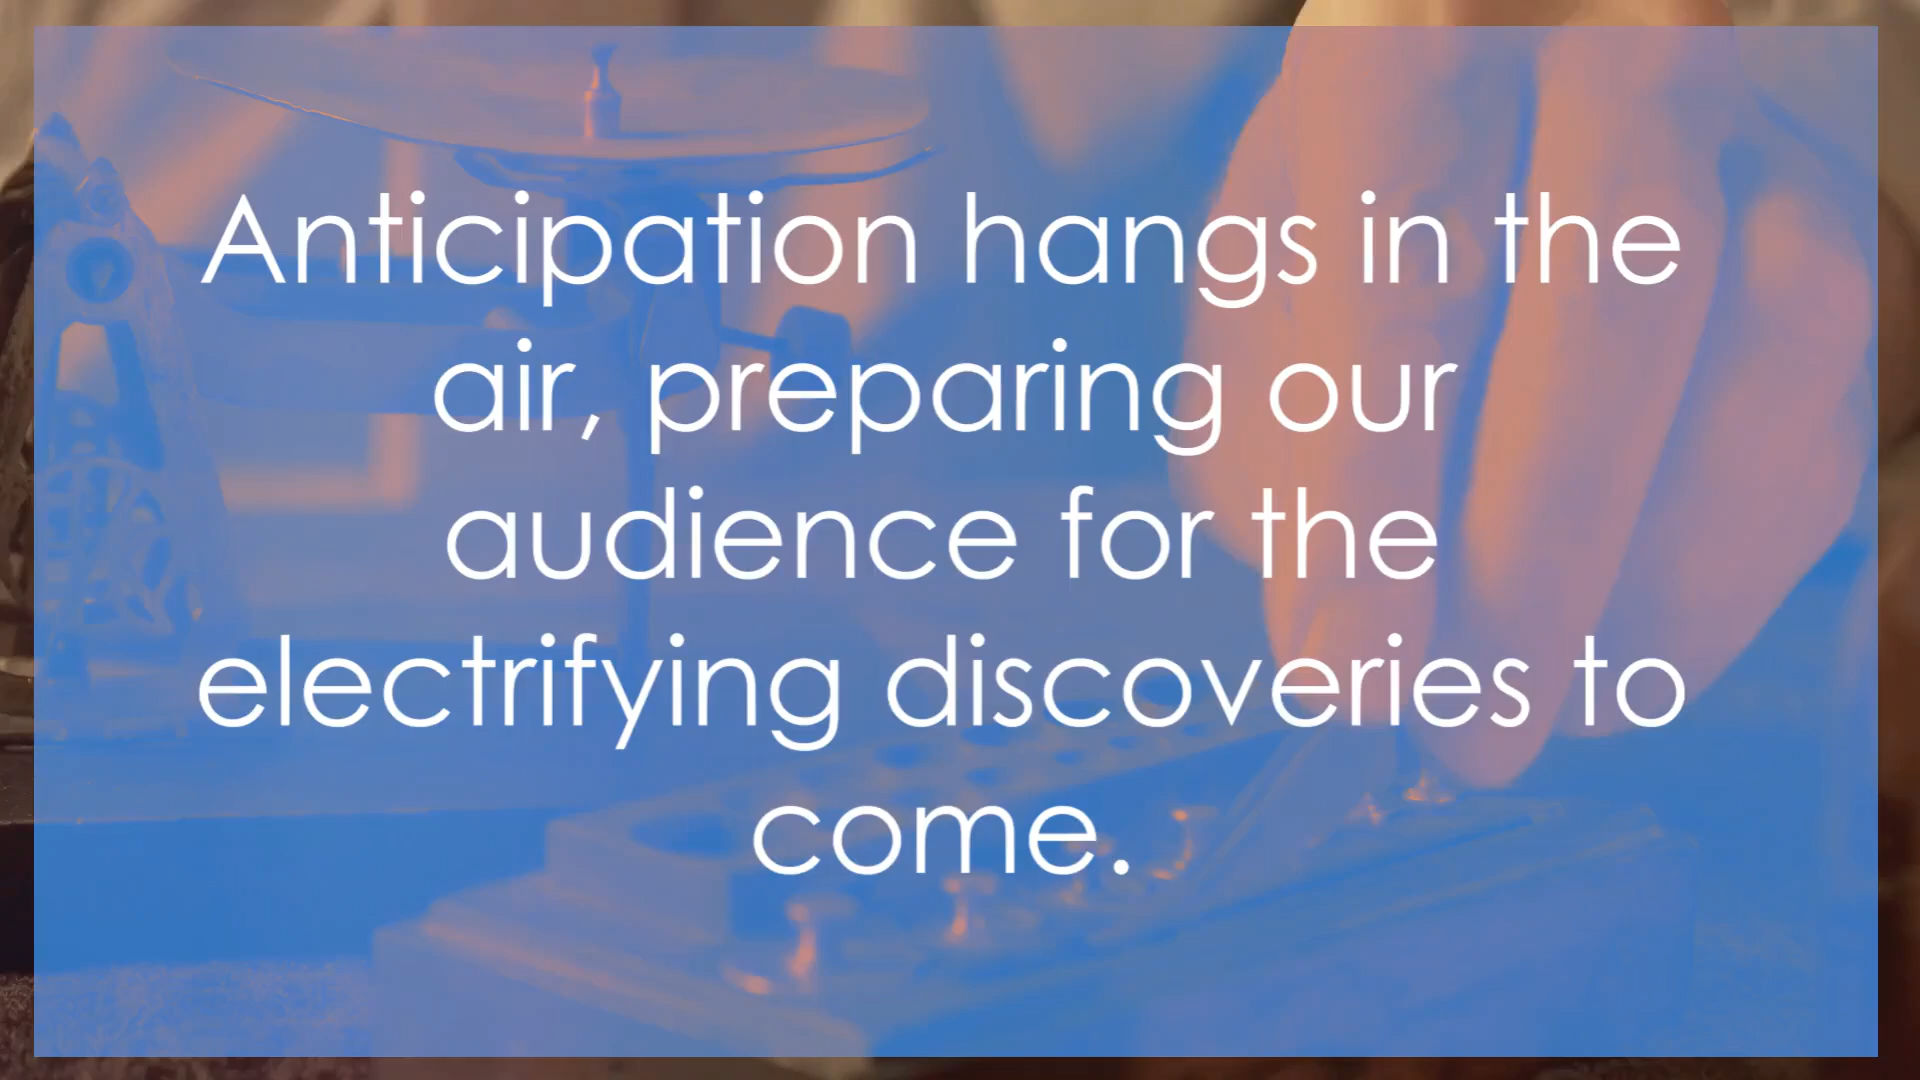 Anticipation hangs in the
air, preparing our
audience for the
electrifying discoveries to
come.